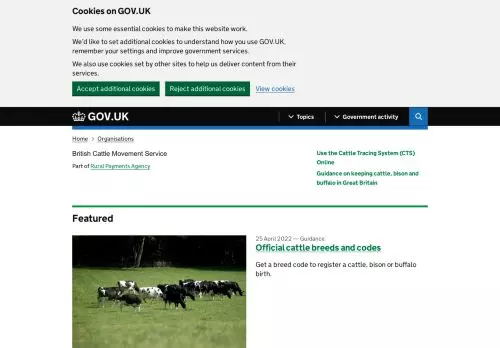 Cookies on GOV.UK
We use some essential cookies to make this website work.
We'd like to set additional cookies to understand how you use GOV.UK,
remember your settings and improve government services.
We also use cookies set by other sites to help us deliver content from their
services.
Accept additional cookies
Reject additional cookies
View cookies
GOV.UK
Topics
Government activity
Home
Organisations
British Cattle Movement Service
Part of Rural Payments Agency
Use the Cattle Tracing System (CTS)
Online
Guidance on keeping cattle, bison and
buffalo in Great Britain
Featured
25 April 2022 — Guidance
Official cattle breeds and codes
Get a breed code to register a cattle, bison or buffalo
birth.